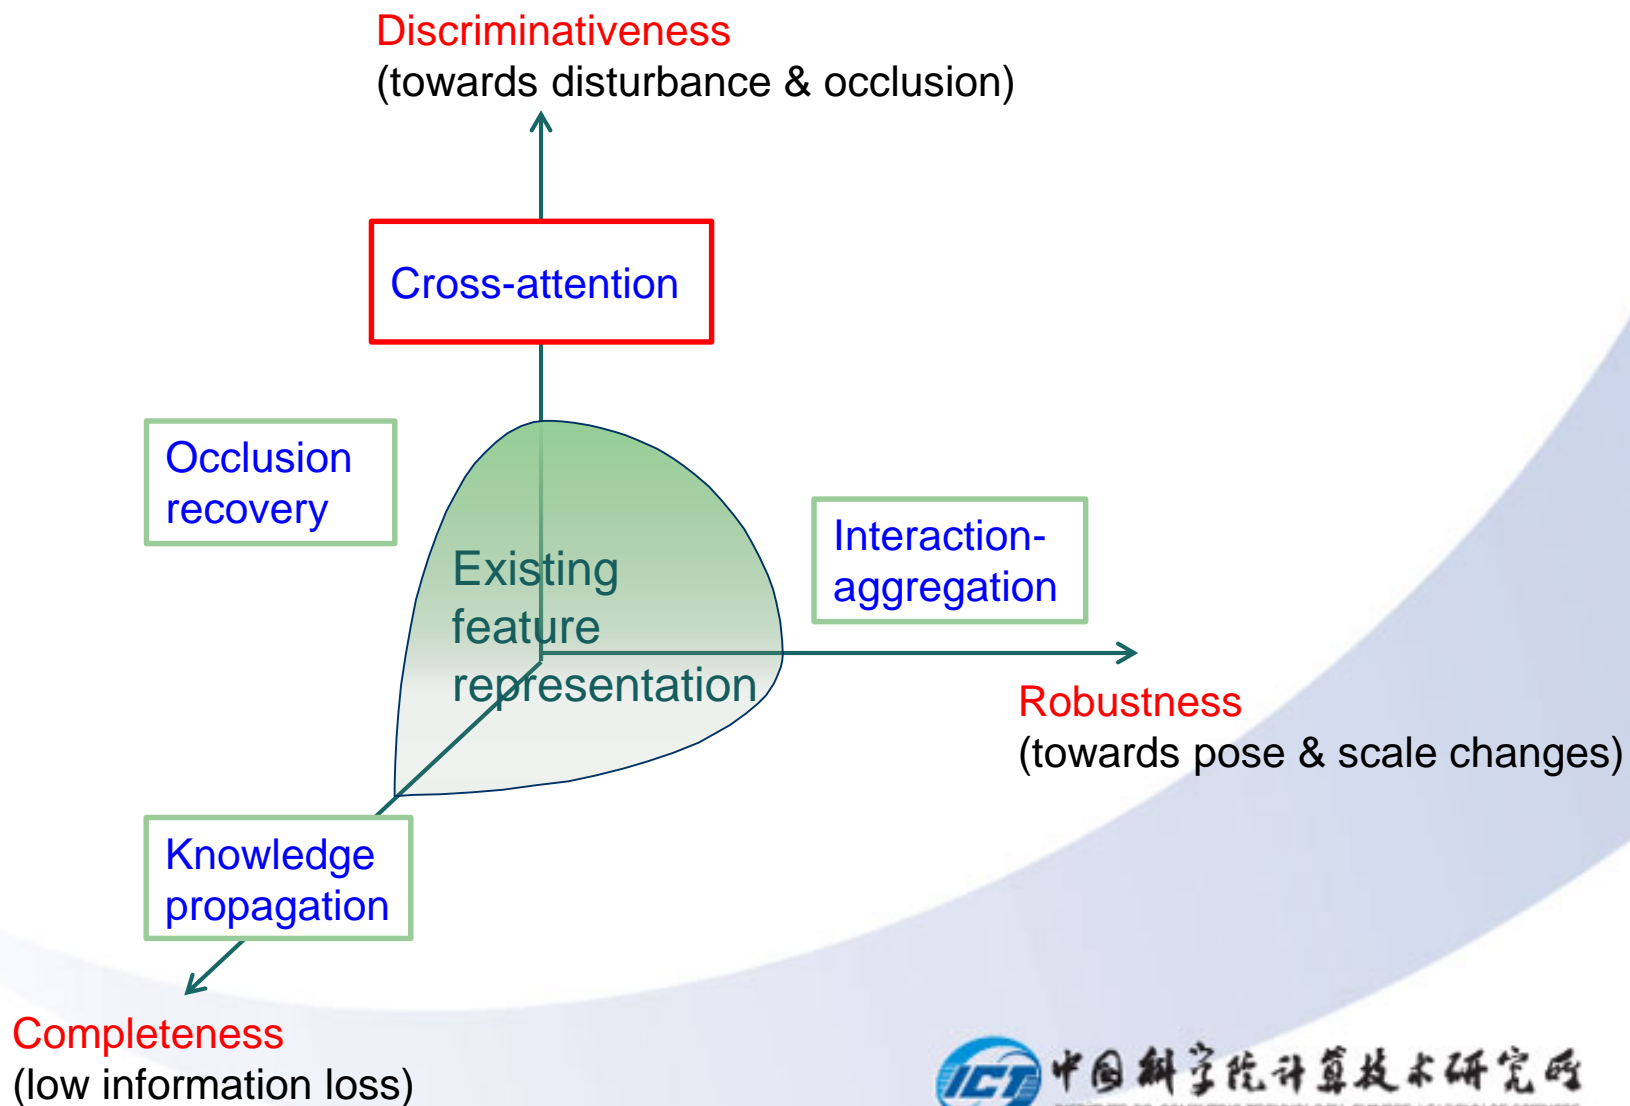 Discriminativeness
(towards disturbance & occlusion)
Cross-attention
Occlusion
recovery
Existing
feature
representation
Interaction-
aggregation
Robustness
(towards pose & scale changes)
Knowledge
propagation
Completeness
(low information loss)
ICT
中国科学院计算技术研究所